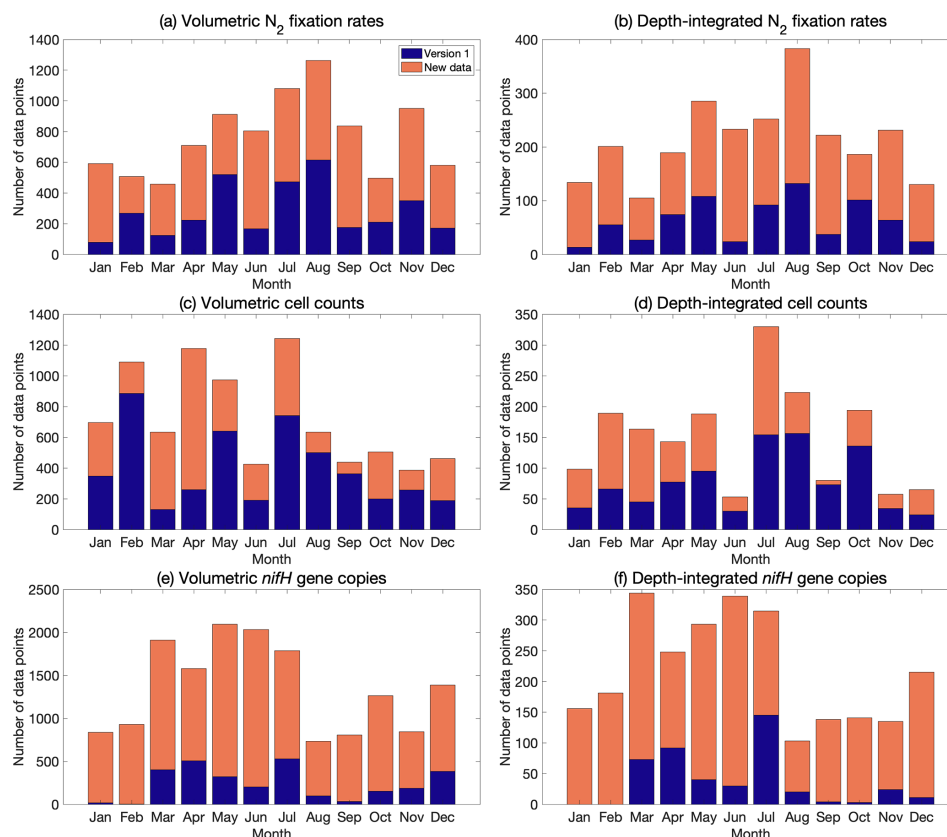 (a) Volumetric N2 fixation rates
Number of data points
1400
1200
1000
800
600
400
200
0
Version 1
New data
Jan Feb Mar Apr May Jun Jul Aug Sep Oct Nov Dec
Month
(b) Depth-integrated N2 fixation rates
Number of data points
400
300
200
100
0
Jan Feb Mar Apr May Jun Jul Aug Sep Oct Nov Dec
Month
(c) Volumetric cell counts
Number of data points
1400
1200
1000
800
600
400
200
0
Jan Feb Mar Apr May Jun Jul Aug Sep Oct Nov Dec
Month
(d) Depth-integrated cell counts
Number of data points
350
300
250
200
150
100
50
0
Jan Feb Mar Apr May Jun Jul Aug Sep Oct Nov Dec
Month
(e) Volumetric nifH gene copies
Number of data points
2500
2000
1500
1000
500
0
Jan Feb Mar Apr May Jun Jul Aug Sep Oct Nov Dec
Month
(f) Depth-integrated nifH gene copies
Number of data points
350
300
250
200
150
100
50
0
Jan Feb Mar Apr May Jun Jul Aug Sep Oct Nov Dec
Month